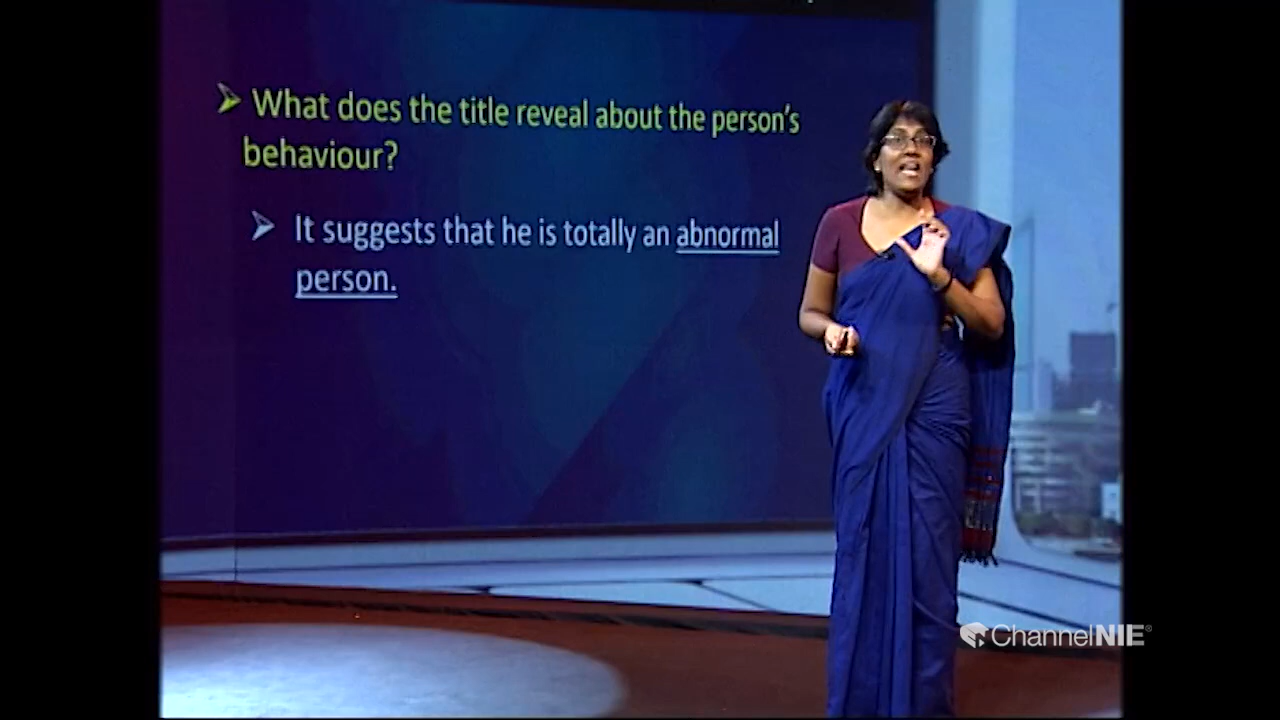 What does the title reveal about the person's
behaviour?
It suggests that he is totally an abnormal
person.
ChannelNIE®